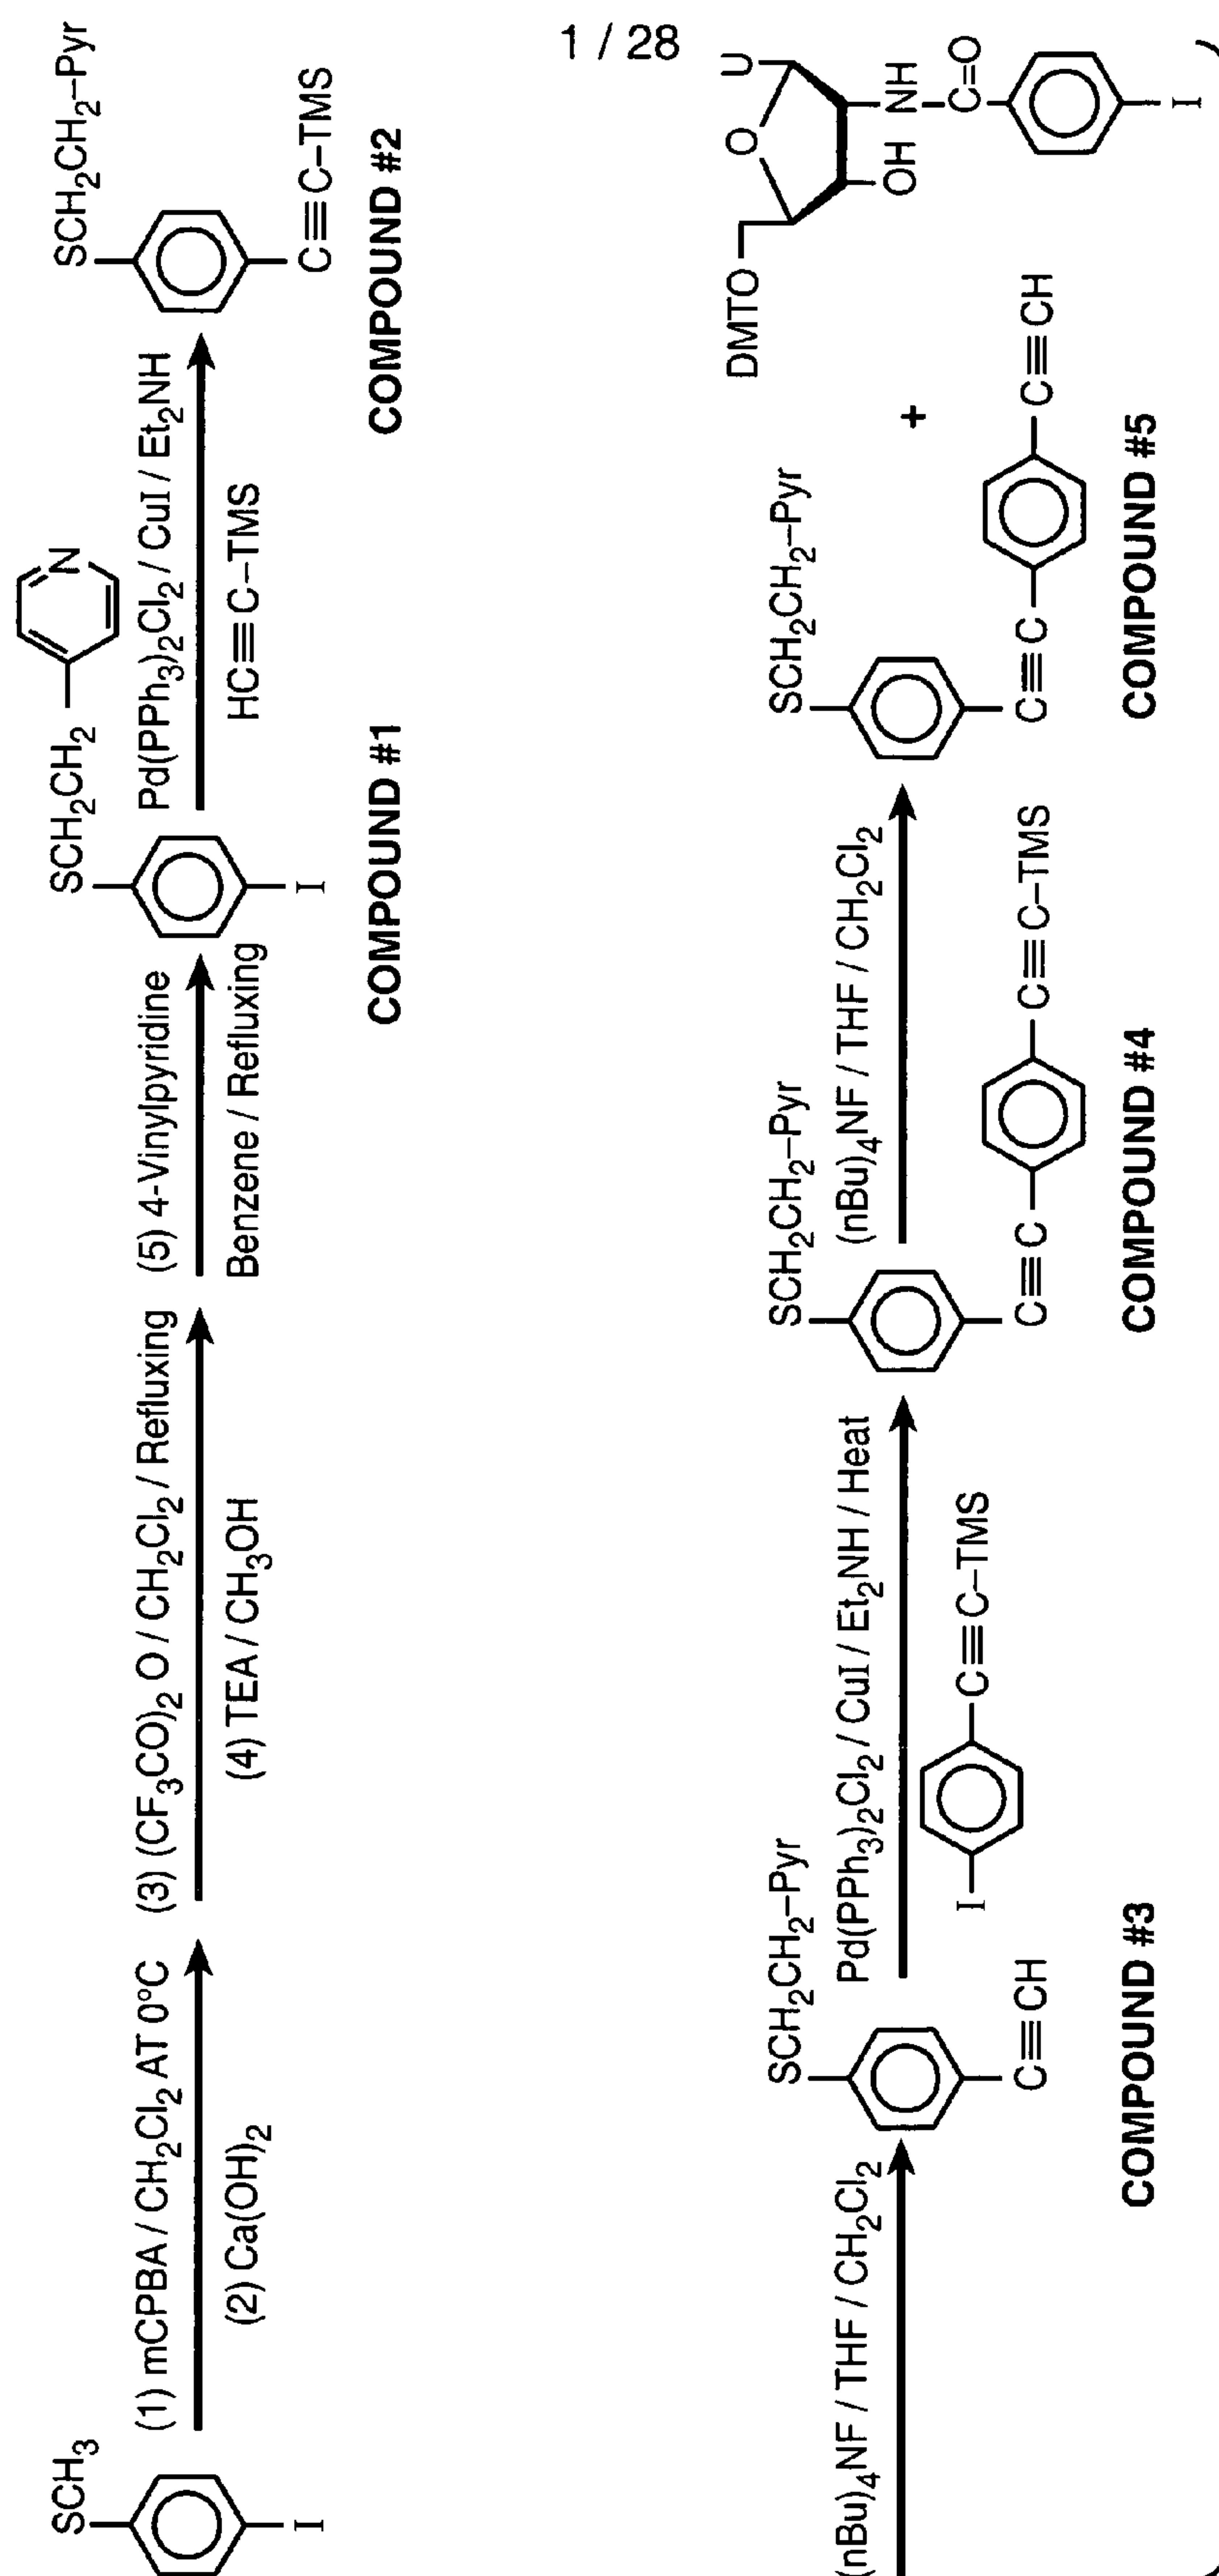 1 / 28
SCH3
I
(1) mCPBA / CH2Cl2 AT 0°C
(2) Ca(OH)2
(3) (CF3CO)2 O / CH2Cl2 / Refluxing
(4) TEA / CH3OH
(5) 4-Vinylpyridine
Benzene / Refluxing
SCH2CH2
N
I
COMPOUND #1
Pd(PPh3)2Cl2 / CuI / Et2NH
HC≡C–TMS
SCH2CH2–Pyr
C≡C–TMS
COMPOUND #2
(nBu)4NF / THF / CH2Cl2
SCH2CH2–Pyr
C≡CH
COMPOUND #3
Pd(PPh3)2Cl2 / CuI / Et2NH / Heat
I
C≡C–TMS
SCH2CH2–Pyr
C≡C
C≡C–TMS
COMPOUND #4
(nBu)4NF / THF / CH2Cl2
SCH2CH2–Pyr
C≡C
C≡CH
COMPOUND #5
+
DMTO
O
U
OH
NH
C=O
I